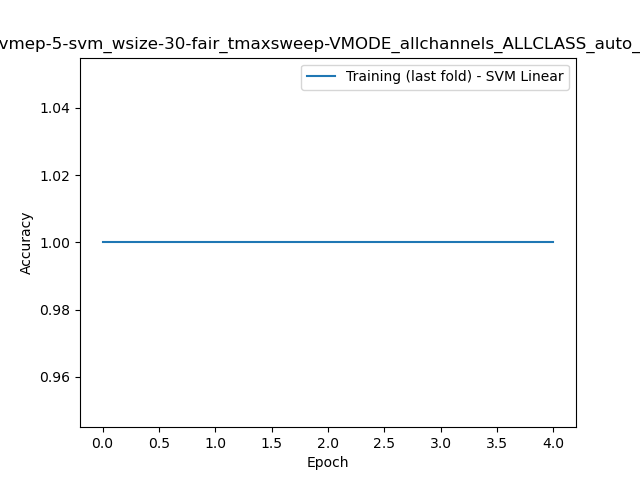 vmep-5-svm_wsize-30-fair_tmaxsweep-VMODE_allchannels_ALLCLASS_auto_
Training (last fold) - SVM Linear
1.04
1.02
1.00
0.98
0.96
Accuracy
0.0 0.5 1.0 1.5 2.0 2.5 3.0 3.5 4.0
Epoch